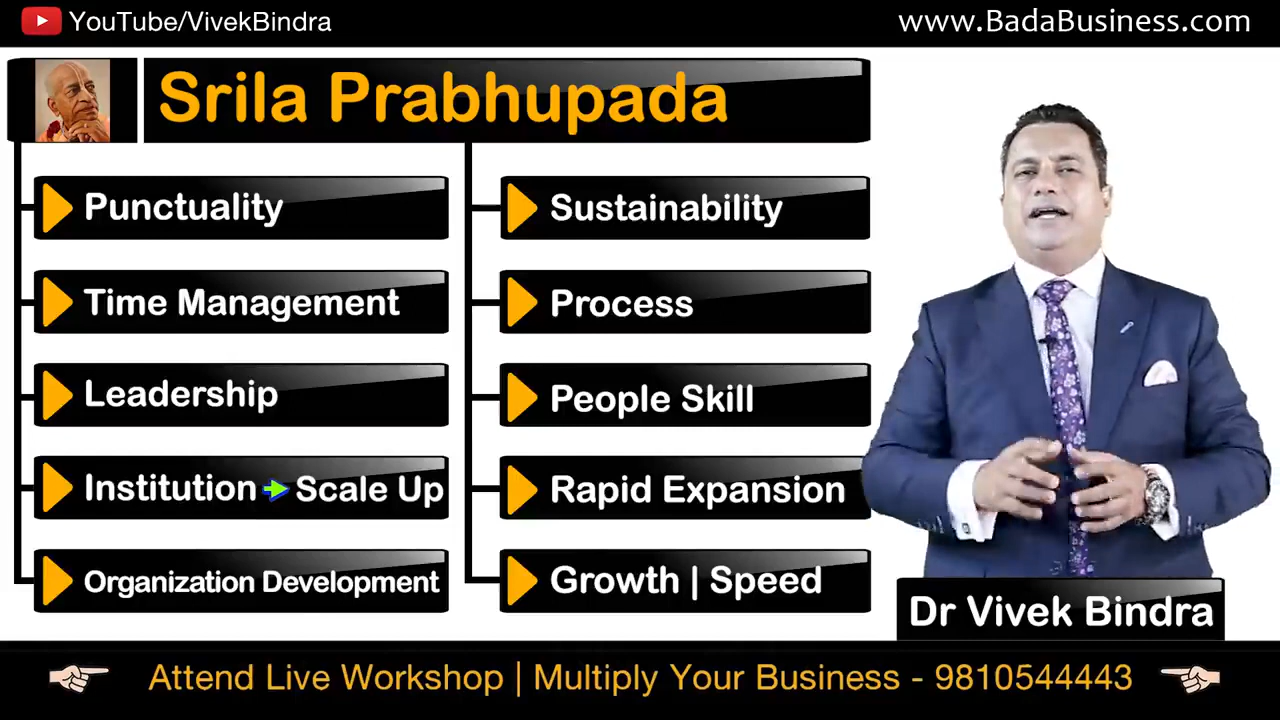 YouTube/VivekBindra
www.BadaBusiness.com
Srila Prabhupada
Punctuality
Time Management
Leadership
Institution Scale Up
Organization Development
Sustainability
Process
People Skill
Rapid Expansion
Growth | Speed
Dr Vivek Bindra
Attend Live Workshop | Multiply Your Business - 9810544443